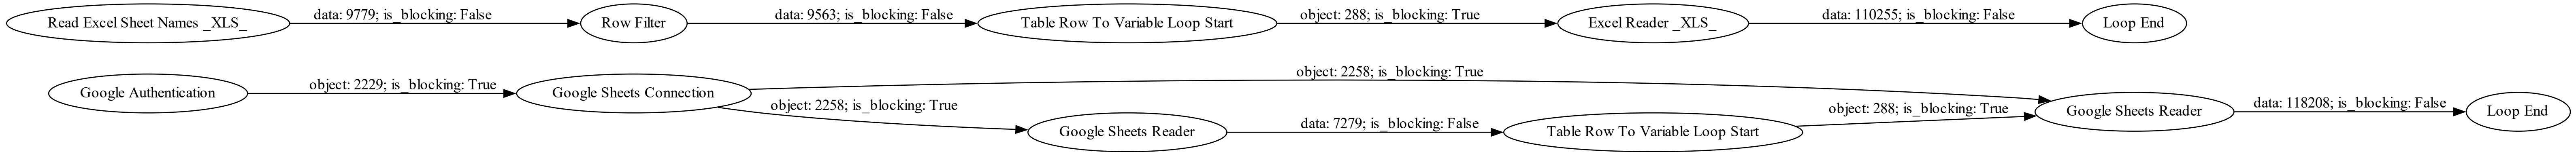 Read Excel Sheet Names _XLS_
data: 9779; is_blocking: False
Row Filter
data: 9563; is_blocking: False
Table Row To Variable Loop Start
object: 288; is_blocking: True
Excel Reader _XLS_
data: 110255; is_blocking: False
Loop End
Google Authentication
object: 2229; is_blocking: True
Google Sheets Connection
object: 2258; is_blocking: True
object: 2258; is_blocking: True
Google Sheets Reader
data: 7279; is_blocking: False
Table Row To Variable Loop Start
object: 288; is_blocking: True
Google Sheets Reader
data: 118208; is_blocking: False
Loop End